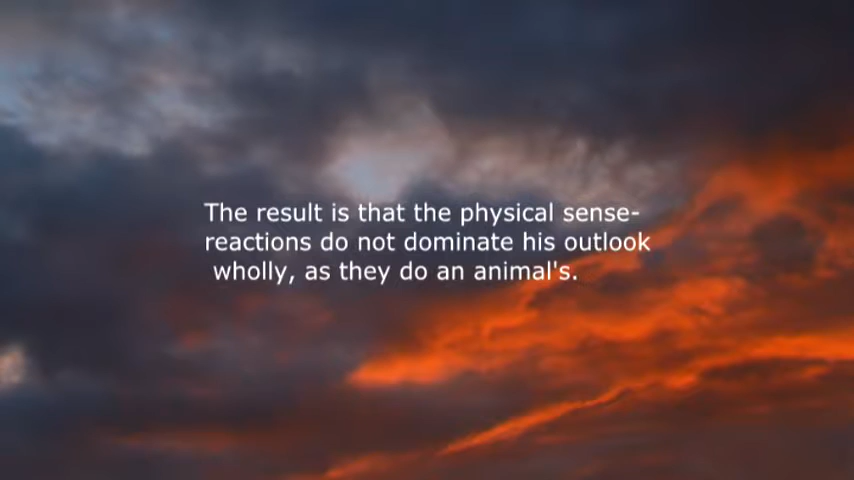 The result is that the physical sense-
reactions do not dominate his outlook
wholly, as they do an animal's.